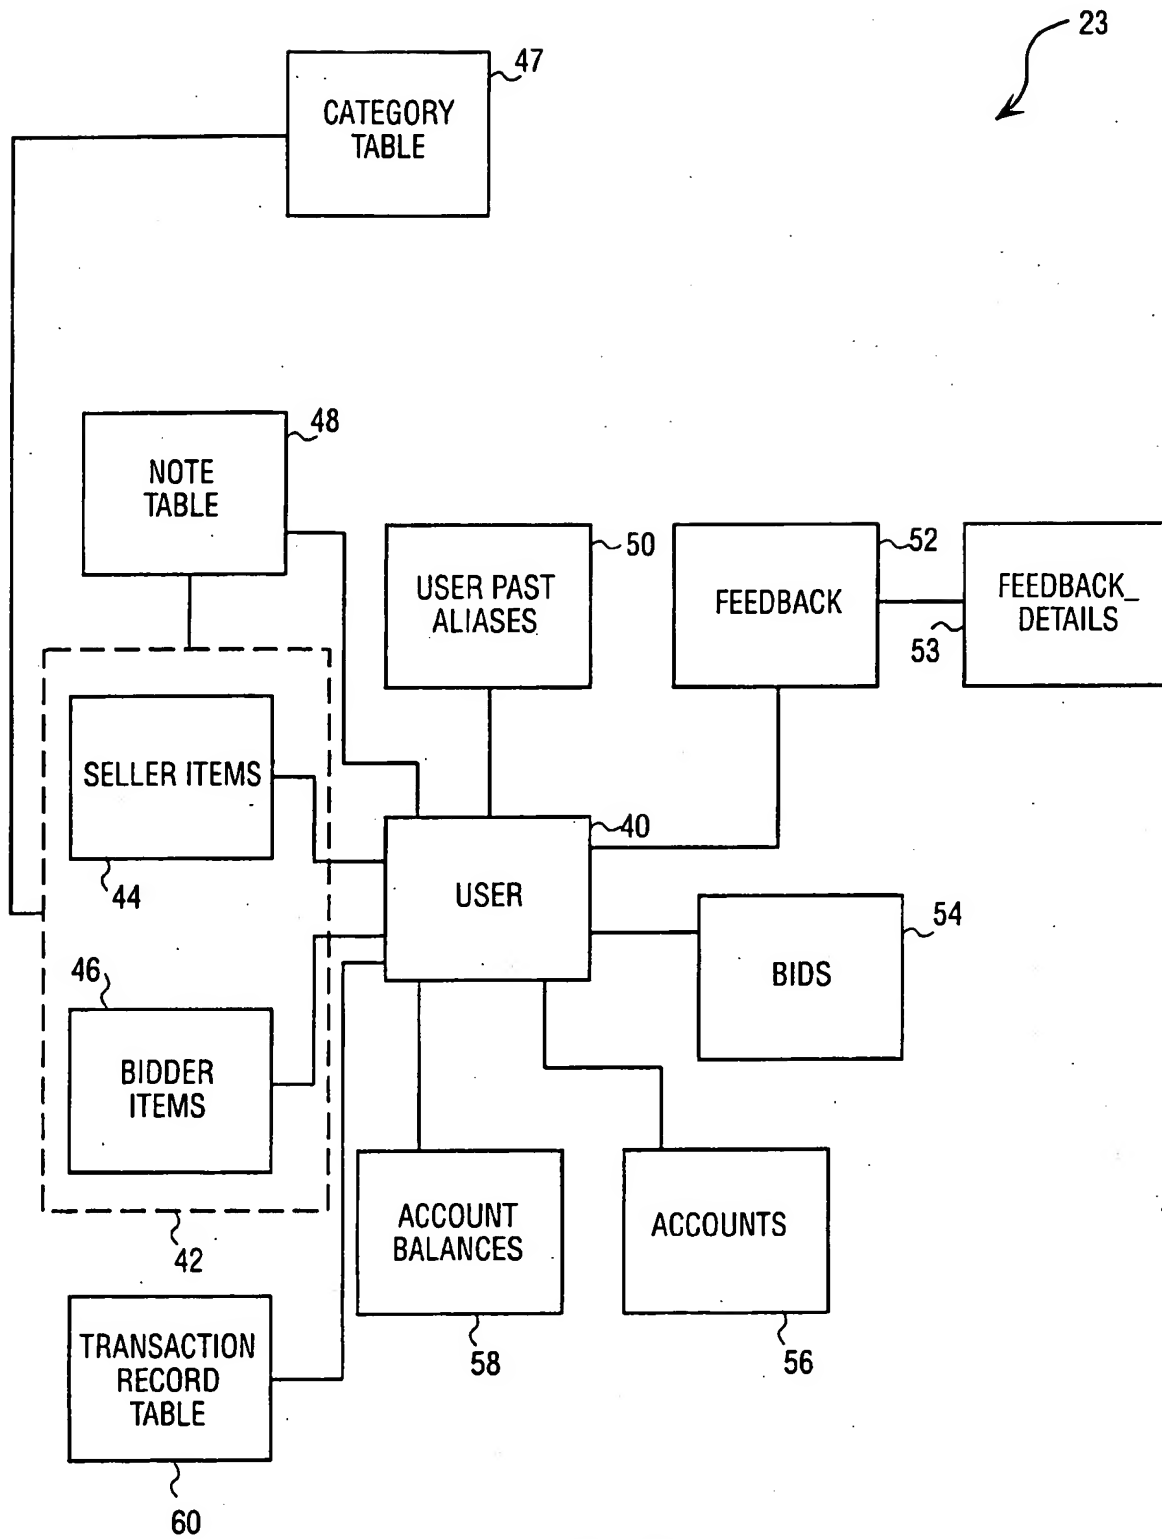 23
47
CATEGORY
TABLE
48
NOTE
TABLE
50
USER PAST
ALIASES
52
FEEDBACK
53
FEEDBACK_
DETAILS
SELLER ITEMS
44
40
USER
54
BIDS
46
BIDDER
ITEMS
42
ACCOUNT
BALANCES
58
ACCOUNTS
56
TRANSACTION
RECORD
TABLE
60